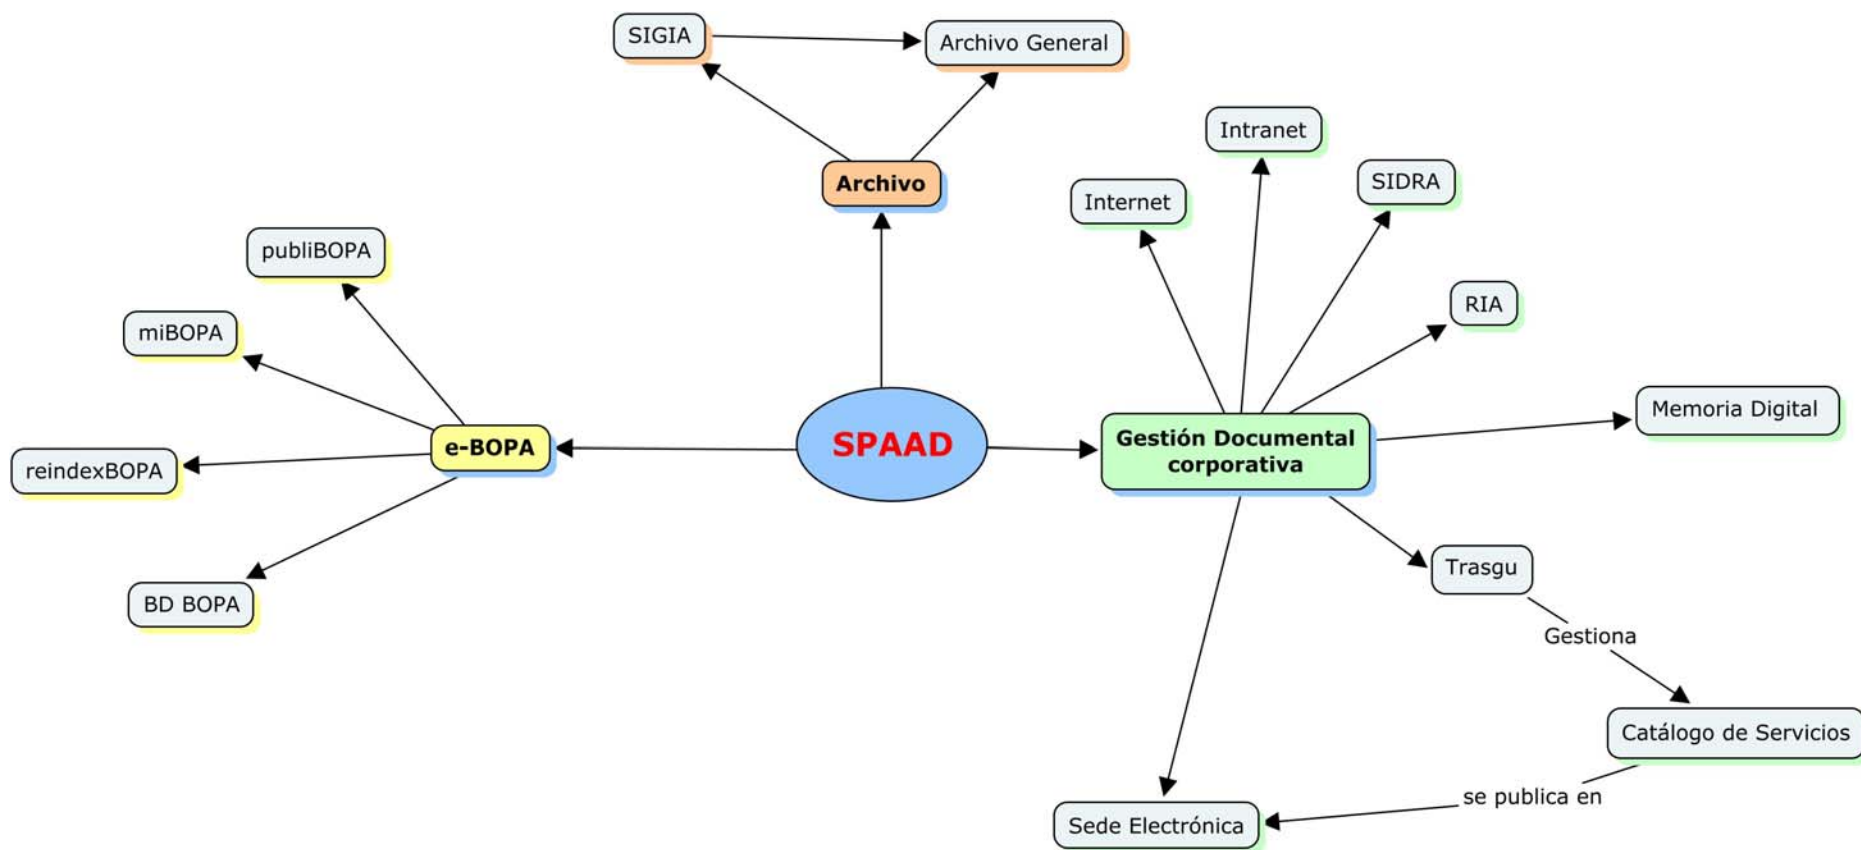 SIGIA
Archivo General
Intranet
SIDRA
Archivo
Internet
publiBOPA
RIA
miBOPA
Memoria Digital
SPAAD
e-BOPA
Gestión Documental
corporativa
reindexBOPA
Trasgu
BD BOPA
Gestiona
Catálogo de Servicios
se publica en
Sede Electrónica